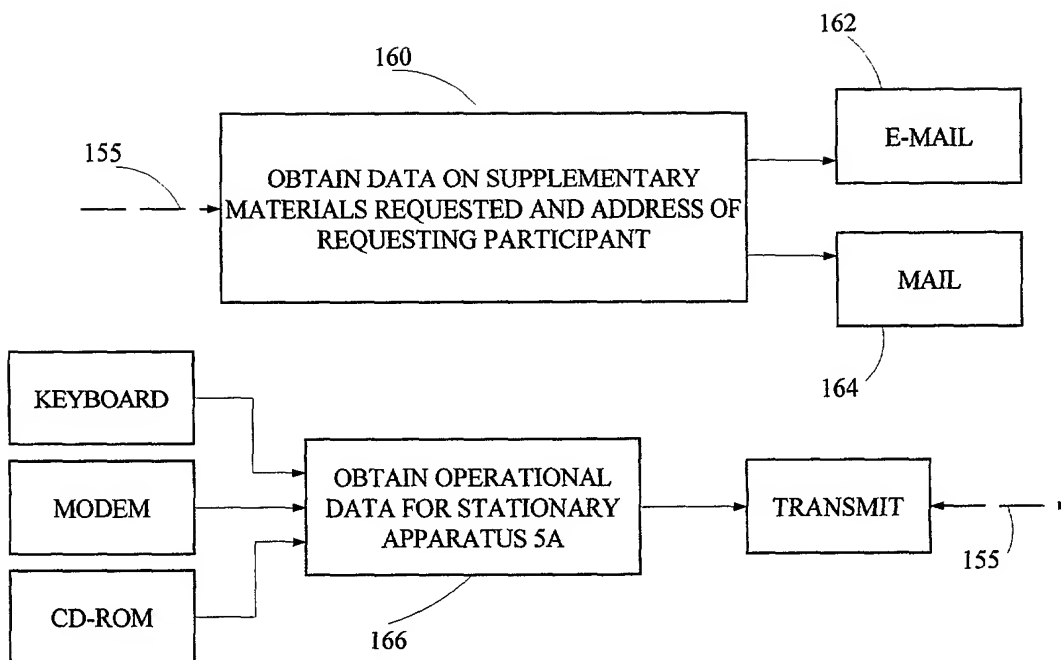 162
160
E-MAIL
155
OBTAIN DATA ON SUPPLEMENTARY
MATERIALS REQUESTED AND ADDRESS OF
REQUESTING PARTICIPANT
MAIL
164
KEYBOARD
MODEM
CD-ROM
OBTAIN OPERATIONAL
DATA FOR STATIONARY
APPARATUS 5A
166
TRANSMIT
155